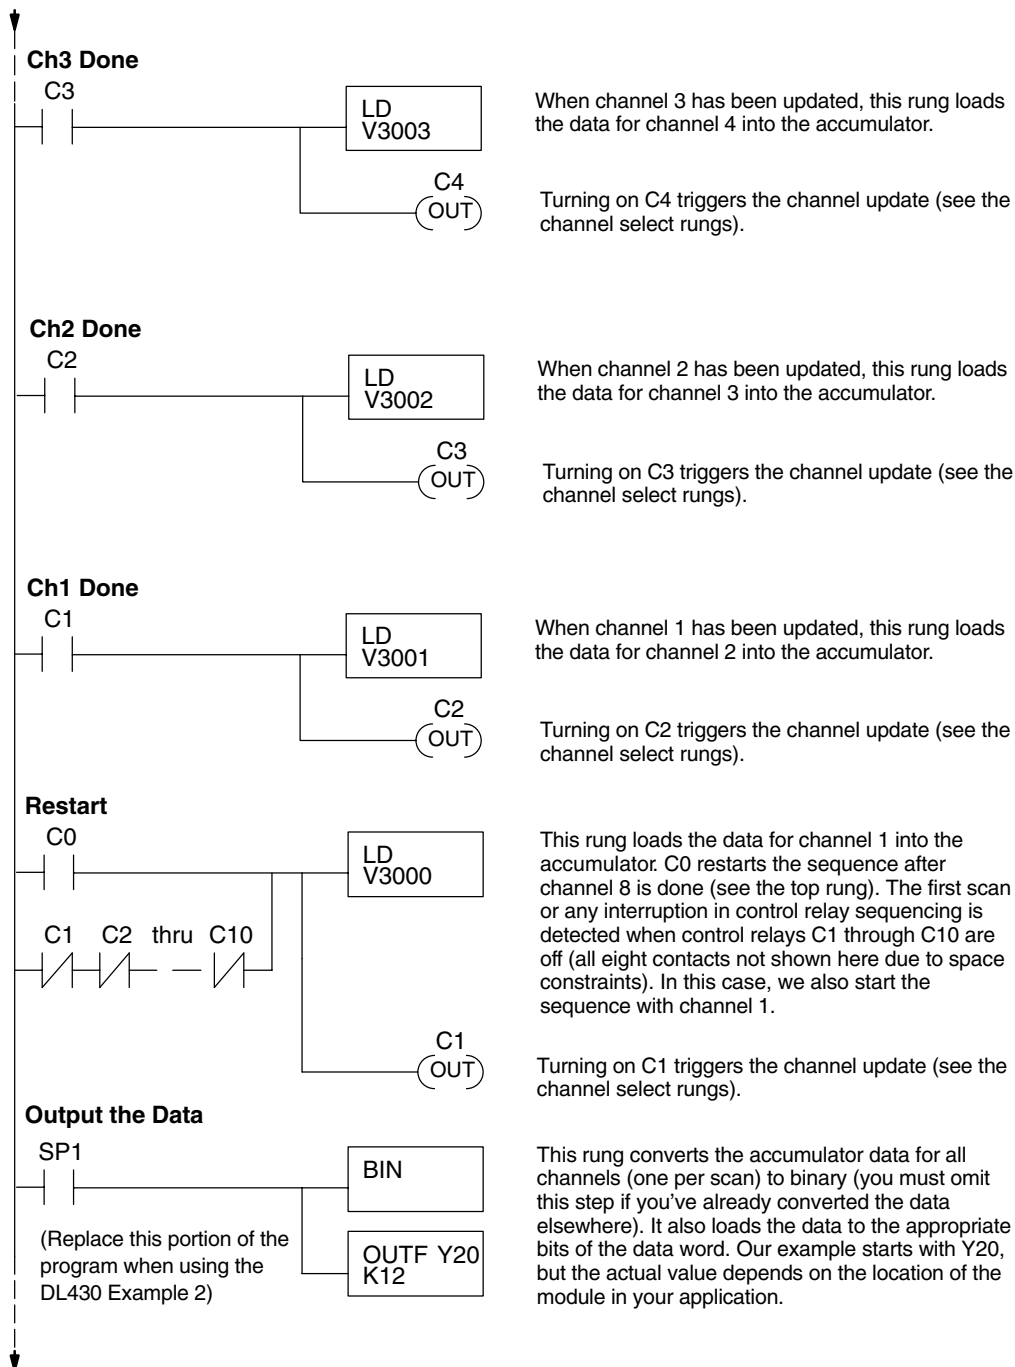 Ch3 Done
C3
LD
V3003
When channel 3 has been updated, this rung loads
the data for channel 4 into the accumulator.
C4
OUT
Turning on C4 triggers the channel update (see the
channel select rungs).
Ch2 Done
C2
LD
V3002
When channel 2 has been updated, this rung loads
the data for channel 3 into the accumulator.
C3
OUT
Turning on C3 triggers the channel update (see the
channel select rungs).
Ch1 Done
C1
LD
V3001
When channel 1 has been updated, this rung loads
the data for channel 2 into the accumulator.
C2
OUT
Turning on C2 triggers the channel update (see the
channel select rungs).
Restart
C0
LD
V3000
C1 C2 thru C10
This rung loads the data for channel 1 into the
accumulator. C0 restarts the sequence after
channel 8 is done (see the top rung). The first scan
or any interruption in control relay sequencing is
detected when control relays C1 through C10 are
off (all eight contacts not shown here due to space
constraints). In this case, we also start the
sequence with channel 1.
C1
OUT
Turning on C1 triggers the channel update (see the
channel select rungs).
Output the Data
SP1
BIN
(Replace this portion of the
program when using the
DL430 Example 2)
OUTF Y20
K12
This rung converts the accumulator data for all
channels (one per scan) to binary (you must omit
this step if you've already converted the data
elsewhere). It also loads the data to the appropriate
bits of the data word. Our example starts with Y20,
but the actual value depends on the location of the
module in your application.